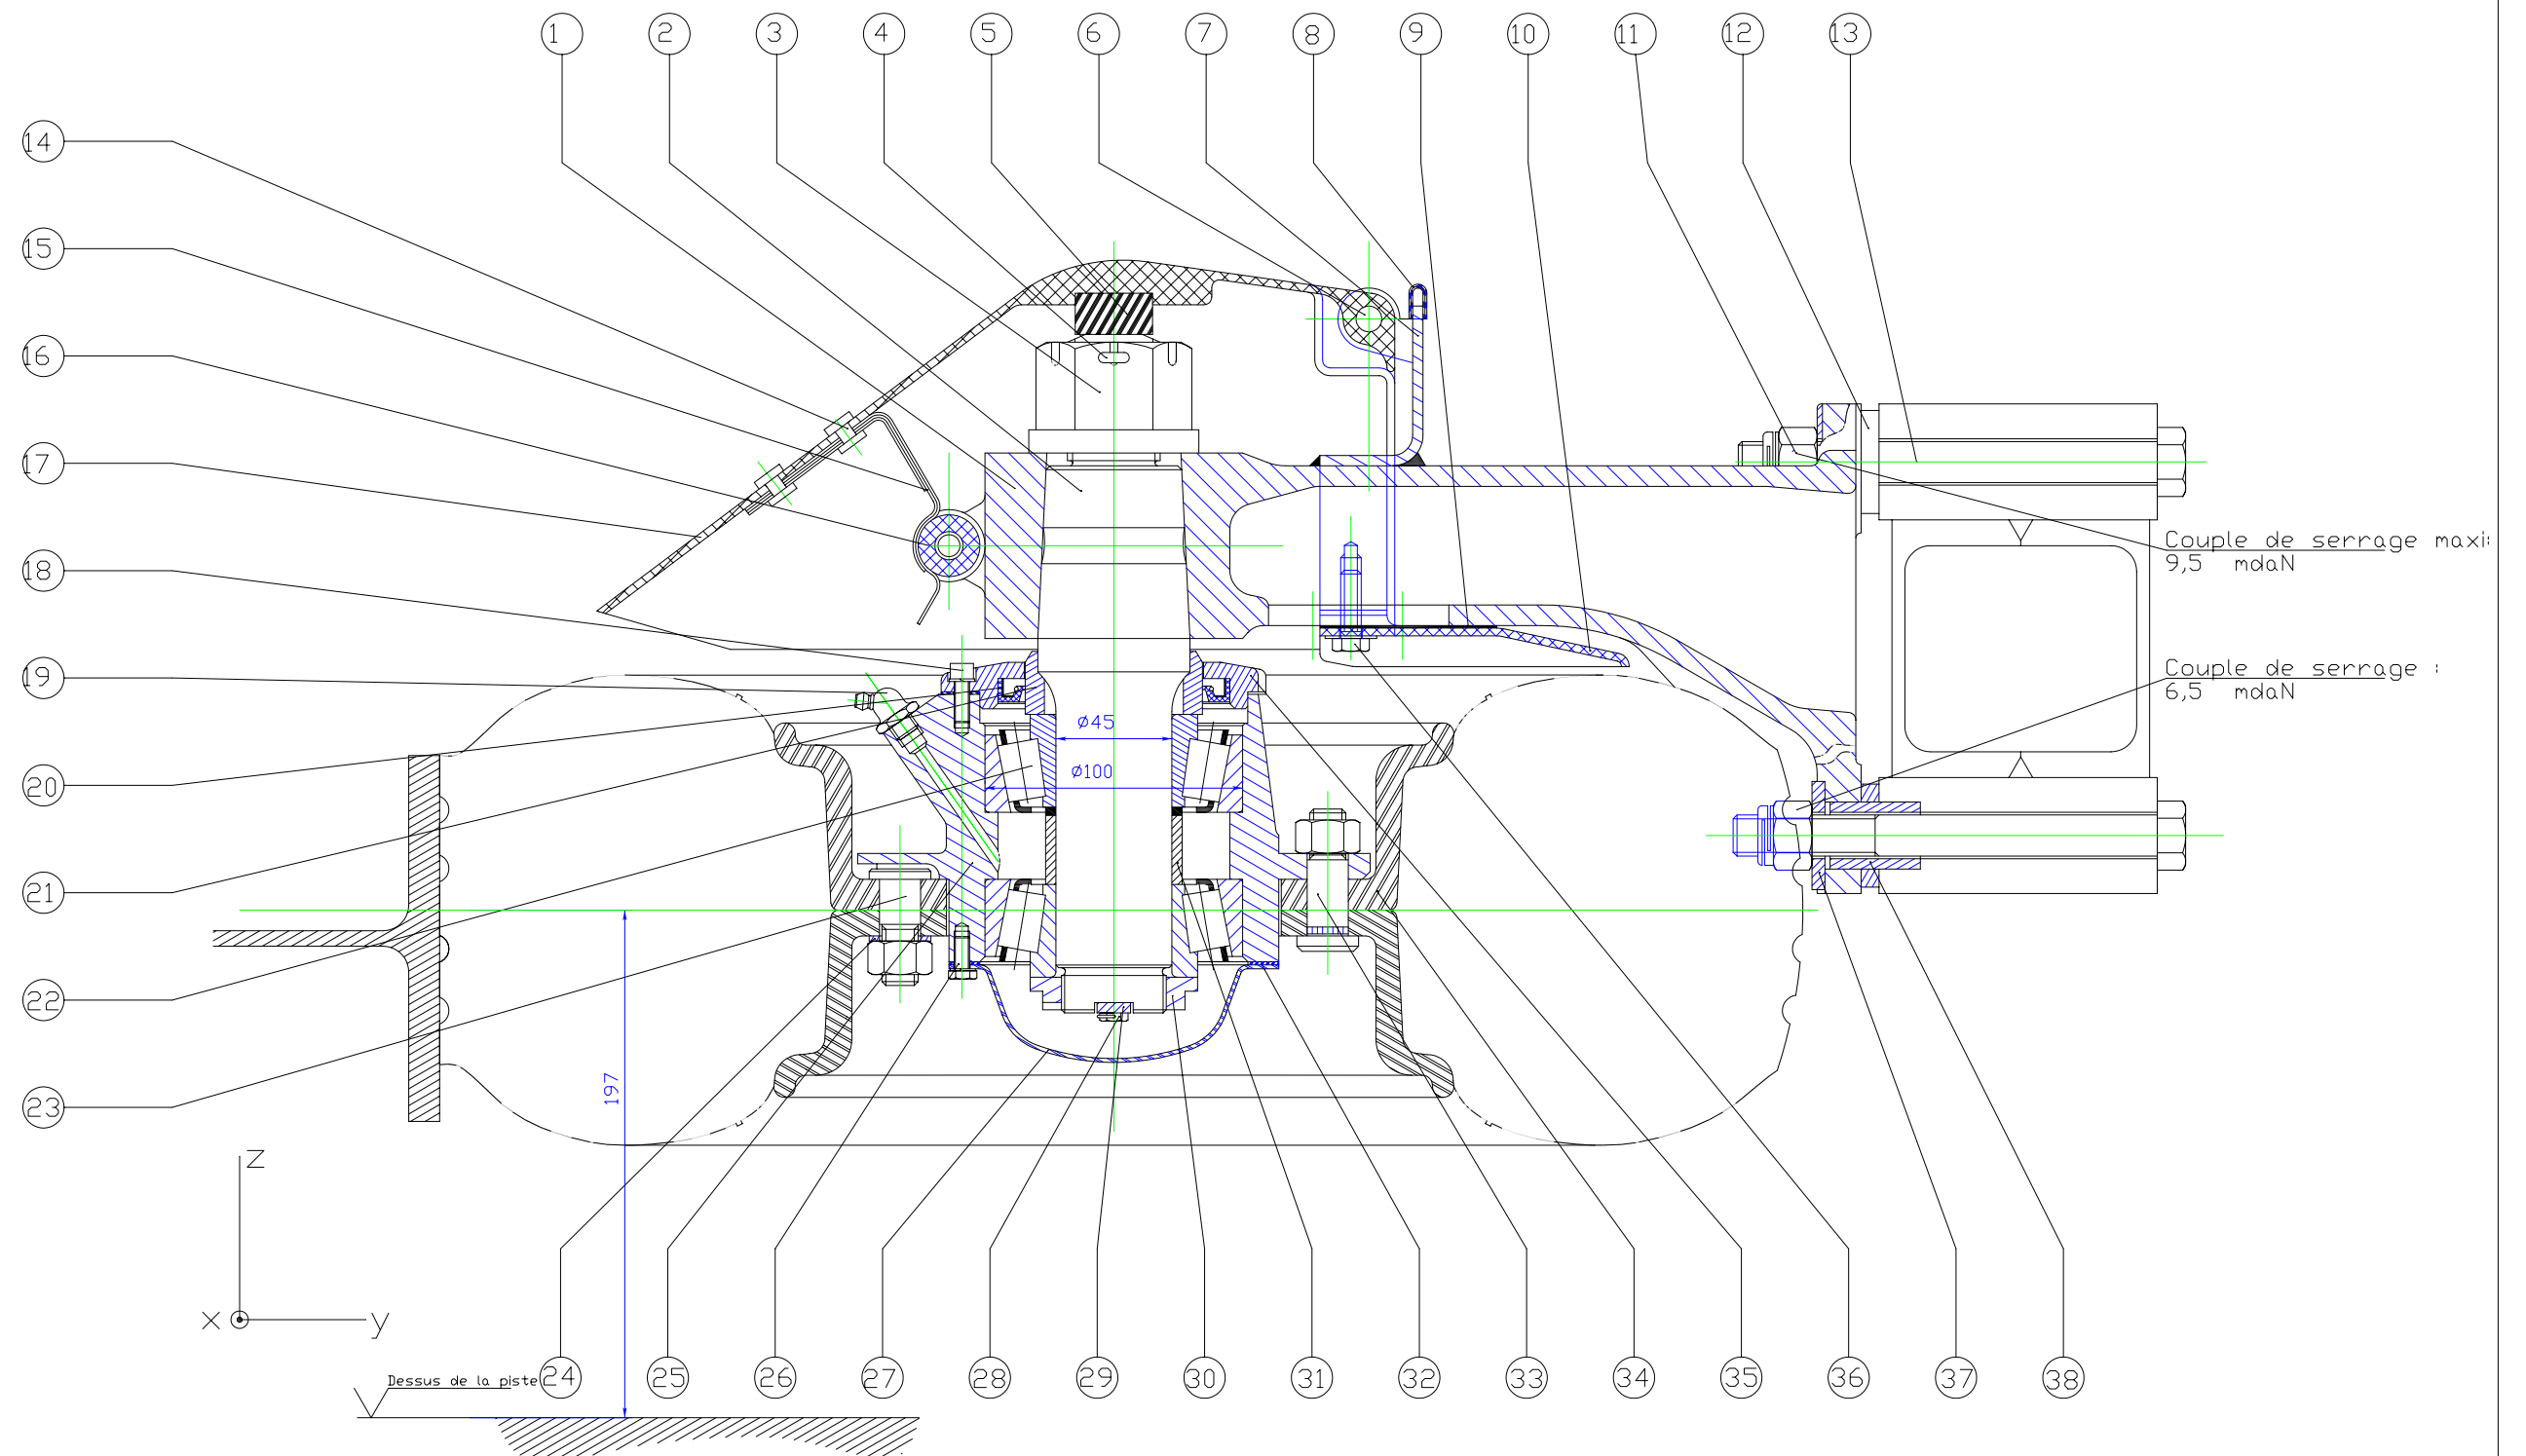 1 2 3 4 5 6 7 8 9 10 11 12 13
14
15
16
17
Couple de serrage maxi:
9,5 mdaN
18
Couple de serrage :
6,5 mdaN
19
ø45
ø100
20
21
22
23
197
z
x
y
Dessus de la piste
24 25 26 27 28 29 30 31 32 33 34 35 36 37 38